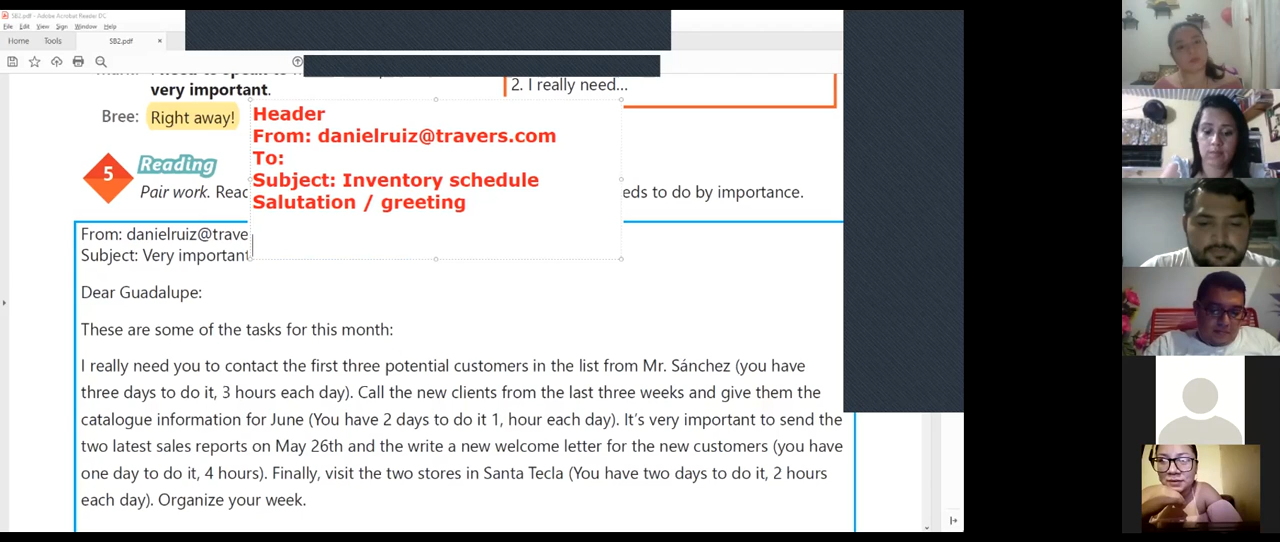 SB2.pdf - Adobe Acrobat Reader DC
File Edit View Sign Window Help
Home Tools SB2.pdf ×
very important.
2. I really need...
Bree: Right away!
Header
From: danielruiz@travers.com
To:
Subject: Inventory schedule
Salutation / greeting
5 Reading
Pair work. Reac
eds to do by importance.
From: danielruiz@trave
Subject: Very important
Dear Guadalupe:
These are some of the tasks for this month:
I really need you to contact the first three potential customers in the list from Mr. Sánchez (you have
three days to do it, 3 hours each day). Call the new clients from the last three weeks and give them the
catalogue information for June (You have 2 days to do it 1, hour each day). It's very important to send the
two latest sales reports on May 26th and the write a new welcome letter for the new customers (you have
one day to do it, 4 hours). Finally, visit the two stores in Santa Tecla (You have two days to do it, 2 hours
each day). Organize your week.